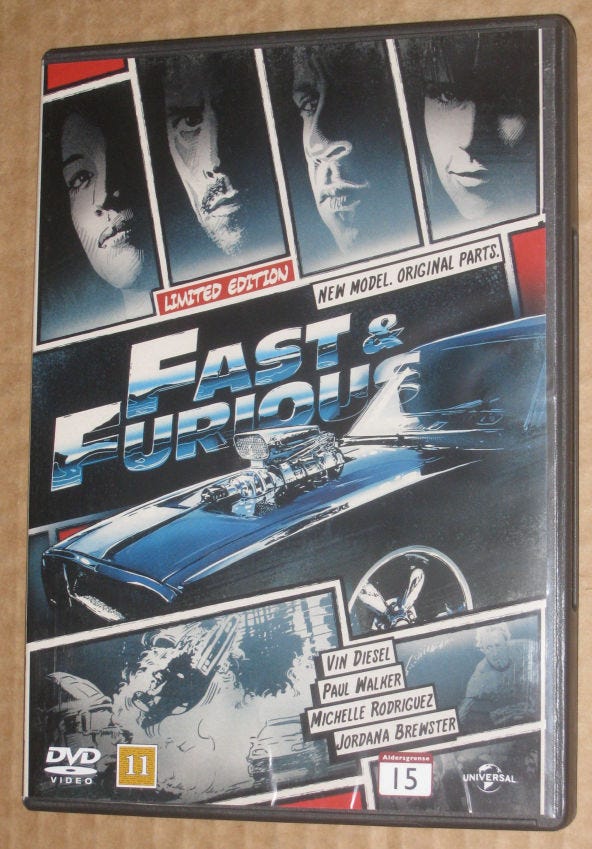 LIMITED EDITION
NEW MODEL. ORIGINAL PARTS.
FAST &
FURIOUS
VIN DIESEL
PAUL WALKER
MICHELLE RODRIGUEZ
JORDANA BREWSTER
DVD
VIDEO
11
Aldersgrense
15
UNIVERSAL